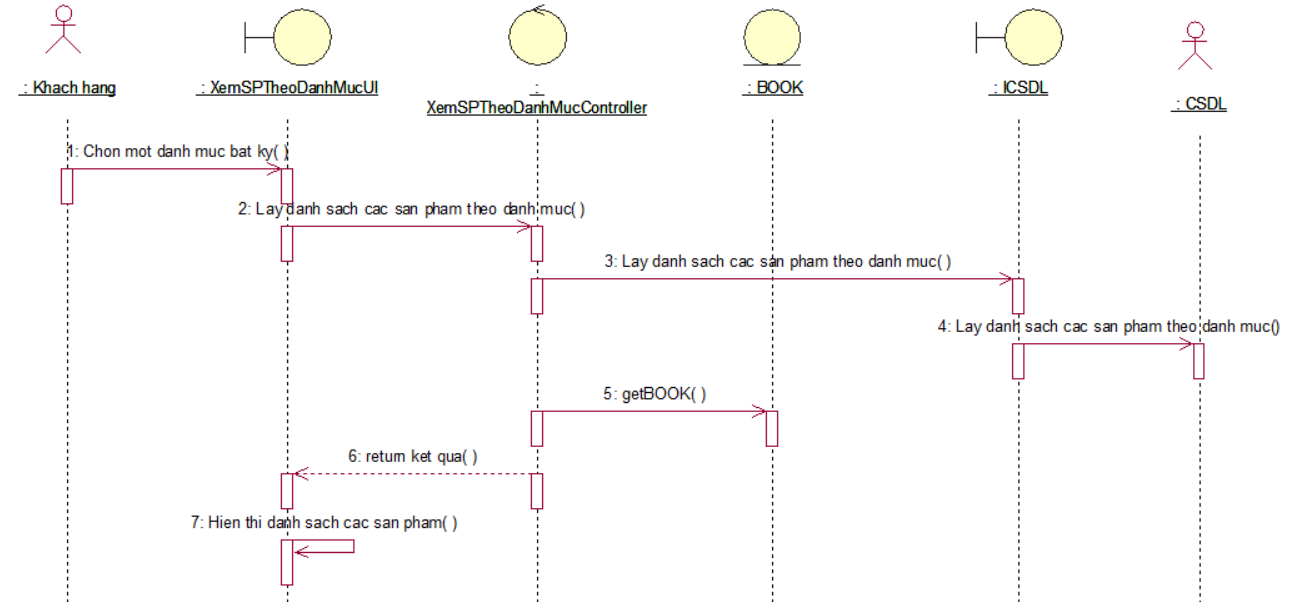 : Khach hang
: XemSPTheoDanhMucUI
:
XemSPTheoDanhMucController
: BOOK
: ICSDL
: CSDL
1: Chon mot danh muc bat ky( )
2: Lay danh sach cac san pham theo danh muc( )
3: Lay danh sach cac san pham theo danh muc( )
4: Lay danh sach cac san pham theo danh muc()
5: getBOOK( )
6: return ket qua( )
7: Hien thi danh sach cac san pham( )